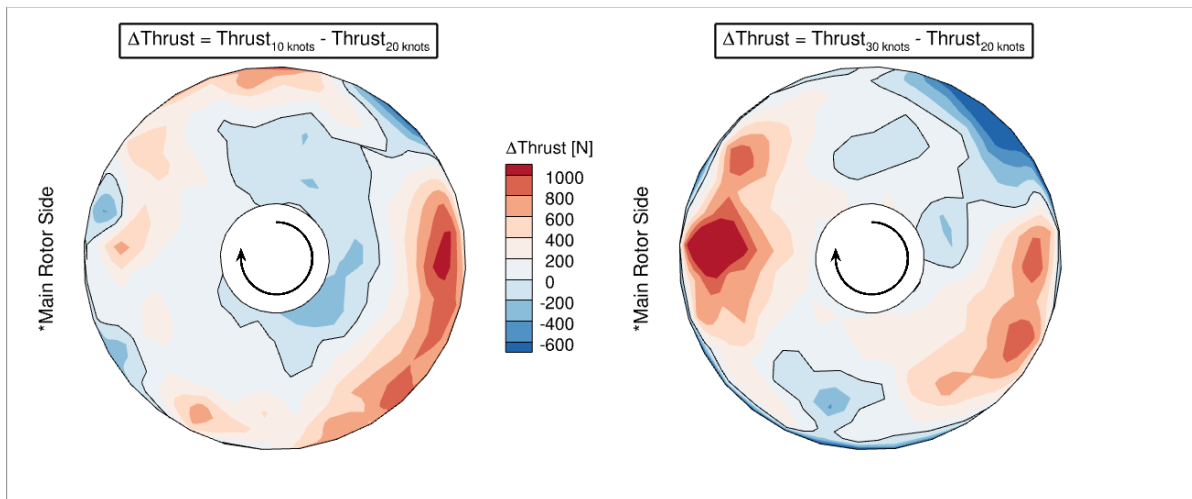 ΔThrust = Thrust10 knots - Thrust20 knots
ΔThrust = Thrust30 knots - Thrust20 knots
*Main Rotor Side
ΔThrust [N]
1000
800
600
400
200
0
-200
-400
-600
*Main Rotor Side